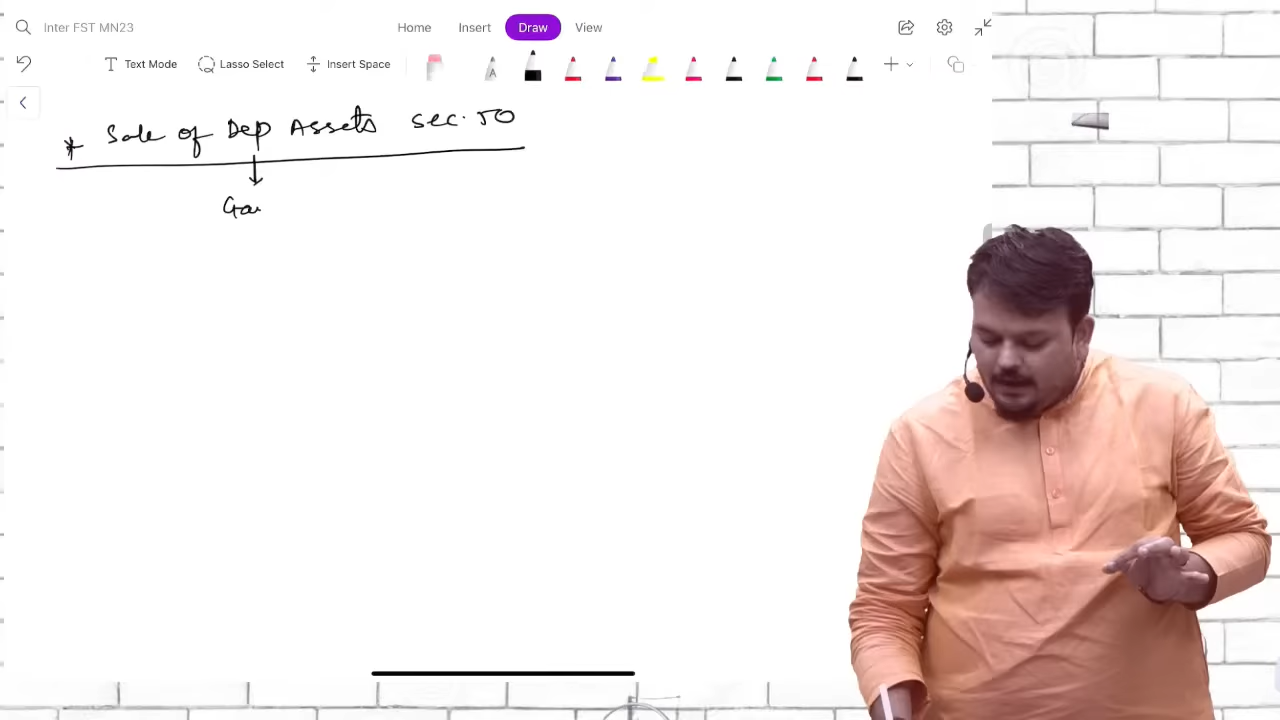 Inter FST MN23
Home Insert Draw View
Text Mode Lasso Select Insert Space
A
* Sale of Dep Assets sec. 50
Gai